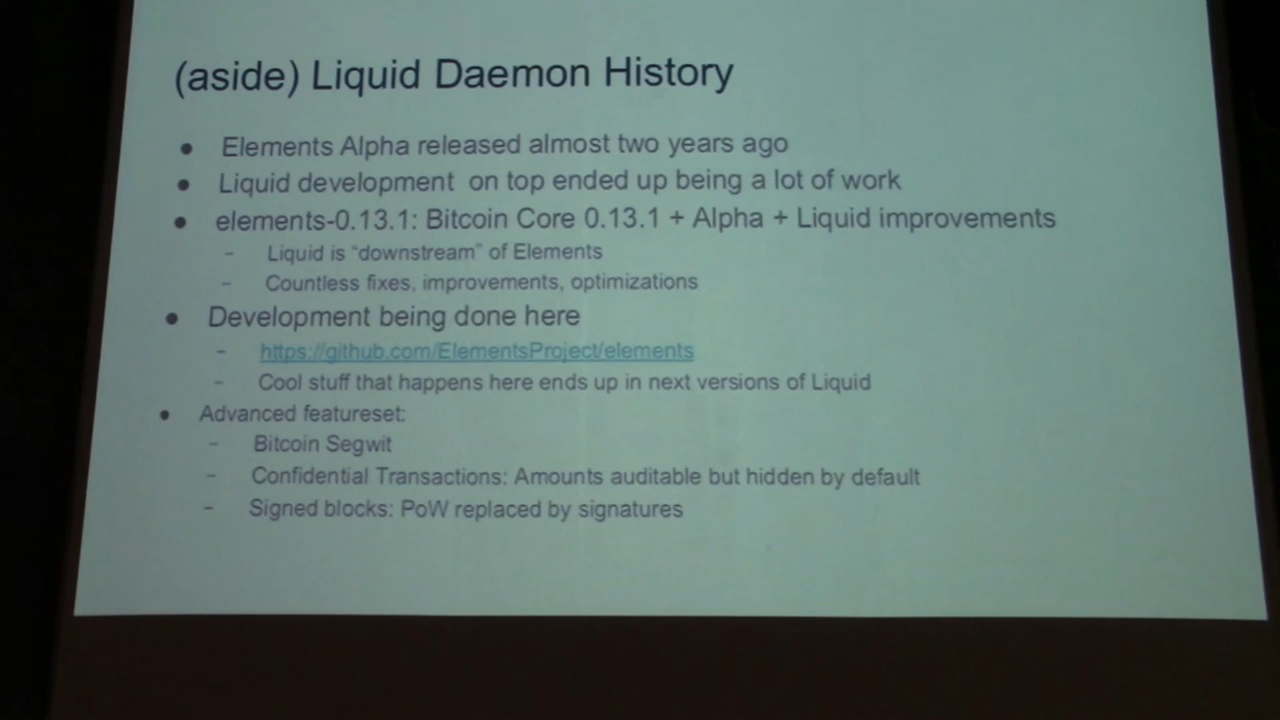 (aside) Liquid Daemon History
● Elements Alpha released almost two years ago
● Liquid development on top ended up being a lot of work
● elements-0.13.1: Bitcoin Core 0.13.1 + Alpha + Liquid improvements
- Liquid is “downstream” of Elements
- Countless fixes, improvements, optimizations
● Development being done here
- https://github.com/ElementsProject/elements
- Cool stuff that happens here ends up in next versions of Liquid
● Advanced featureset:
- Bitcoin Segwit
- Confidential Transactions: Amounts auditable but hidden by default
- Signed blocks: PoW replaced by signatures